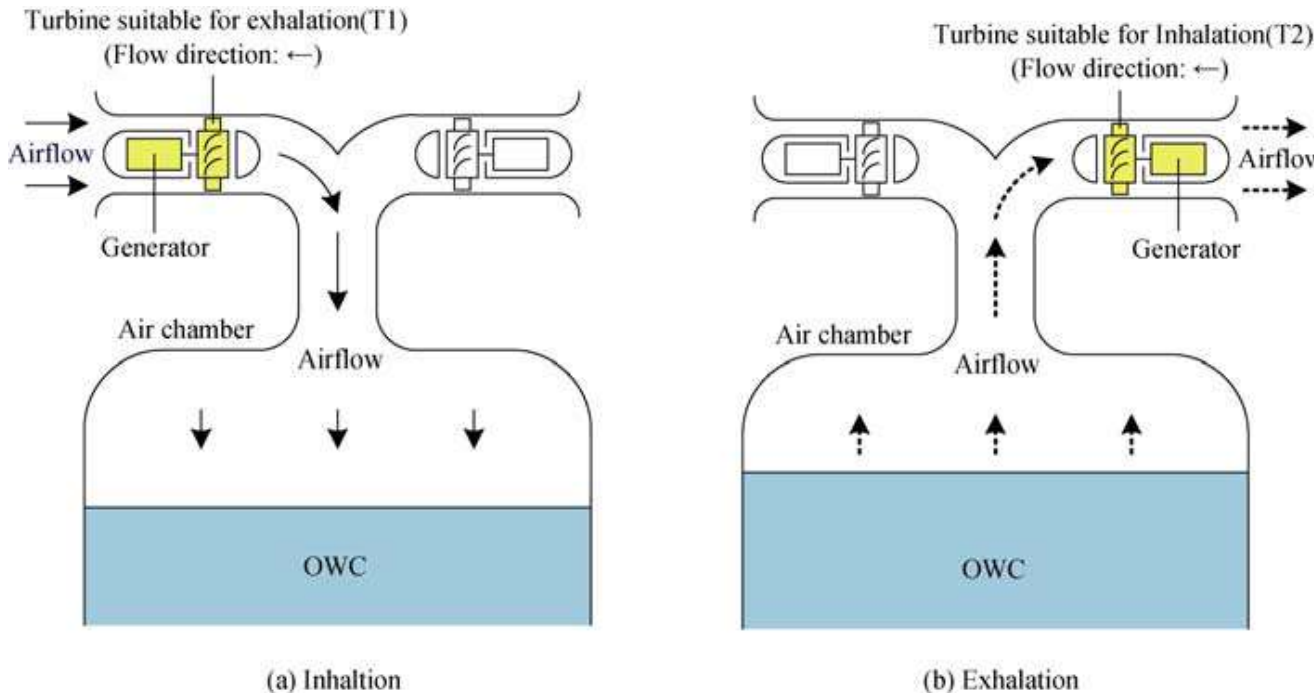 Turbine suitable for exhalation(T1)
(Flow direction: ←)
Airflow
Generator
Air chamber
Airflow
OWC
(a) Inhaltion
Turbine suitable for Inhalation(T2)
(Flow direction: ←)
Airflow
Generator
Air chamber
Airflow
OWC
(b) Exhalation